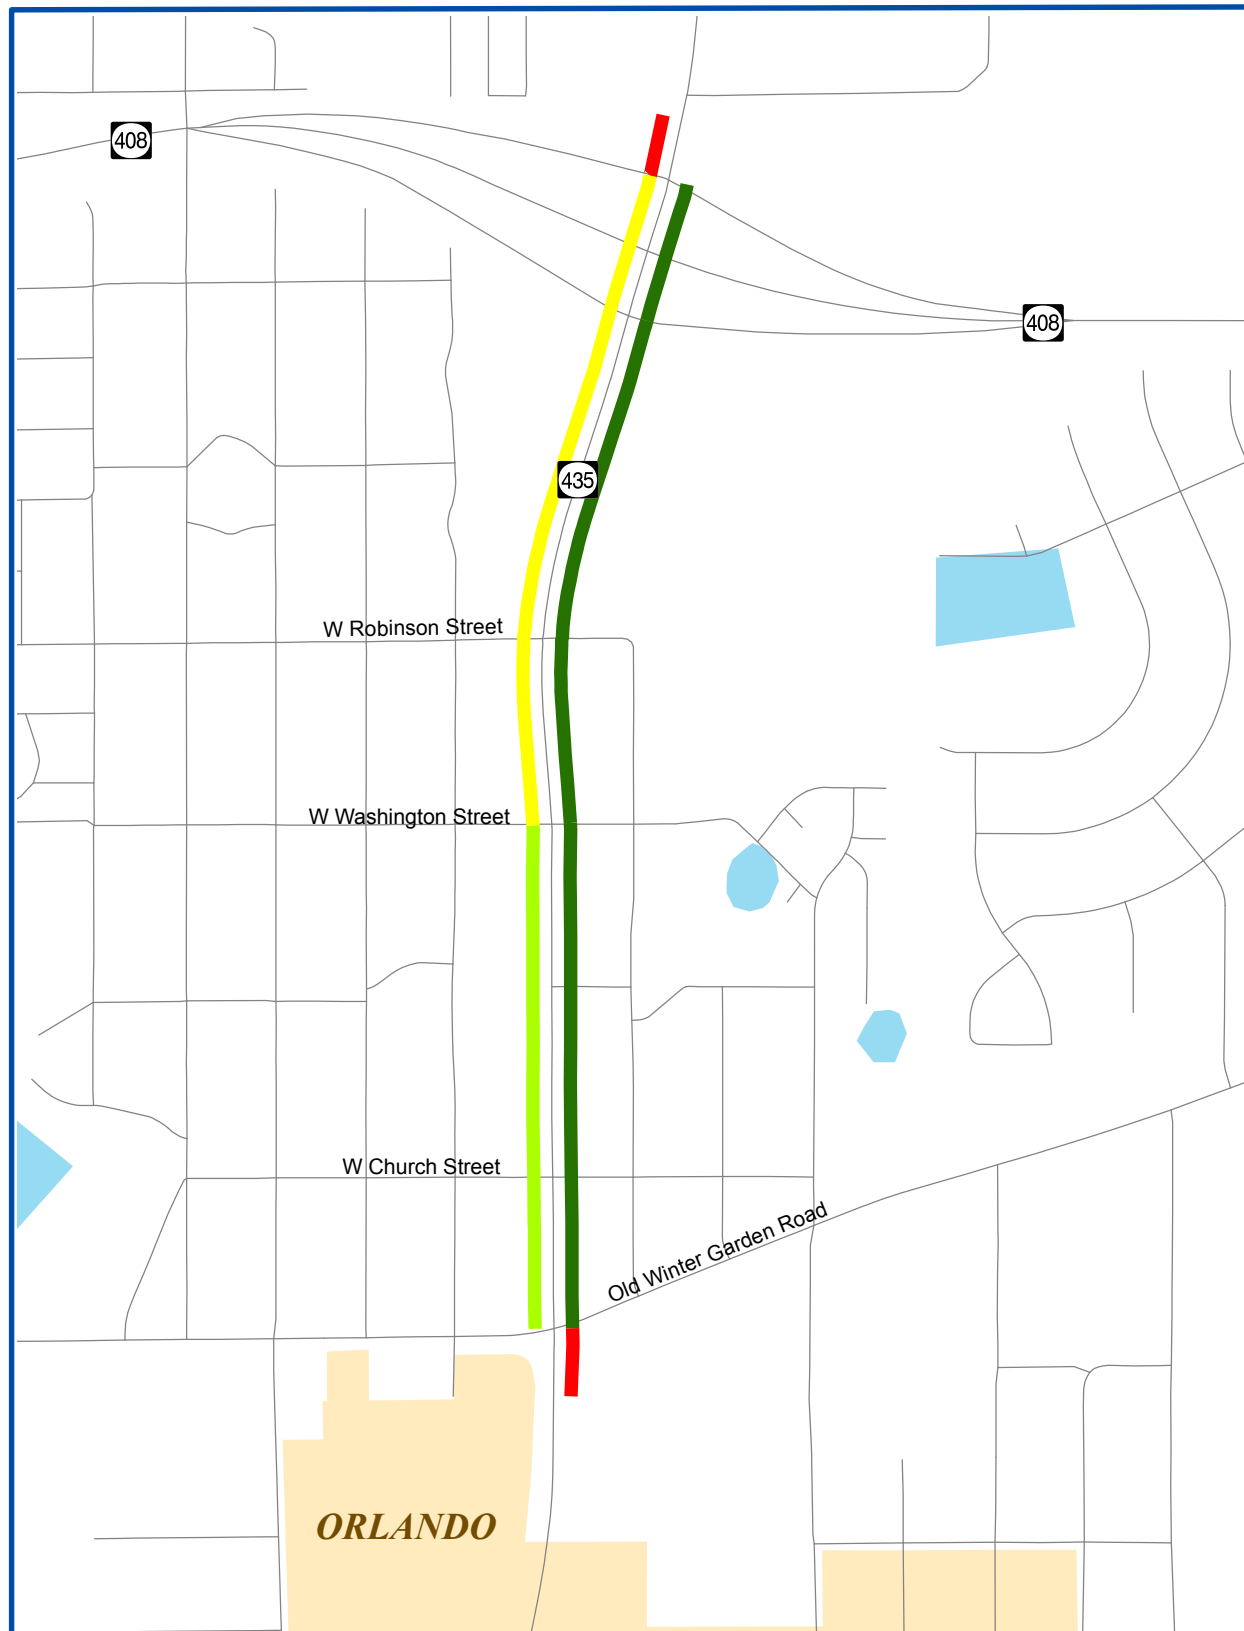 408
408
435
W Robinson Street
W Washington Street
W Church Street
Old Winter Garden Road
ORLANDO